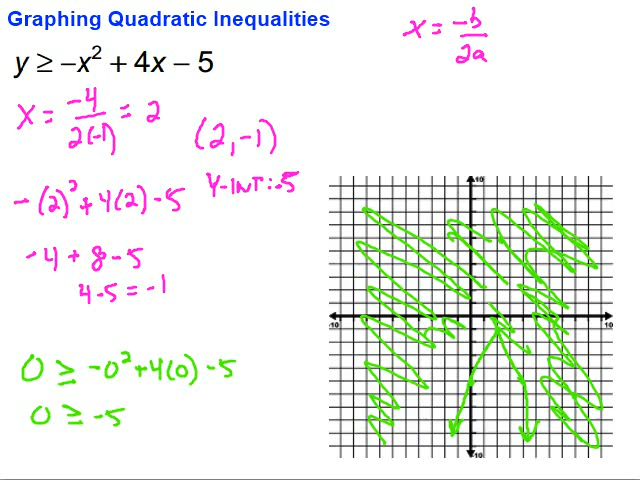 Graphing Quadratic Inequalities
x = -b/2a
y ≥ -x² + 4x - 5
x = -4/2(-1) = 2
(2, -1)
Y-INT: -5
-(2)² + 4(2) - 5
-4 + 8 - 5
4 - 5 = -1
0 ≥ -0² + 4(0) - 5
0 ≥ -5
10
-10
10
-10